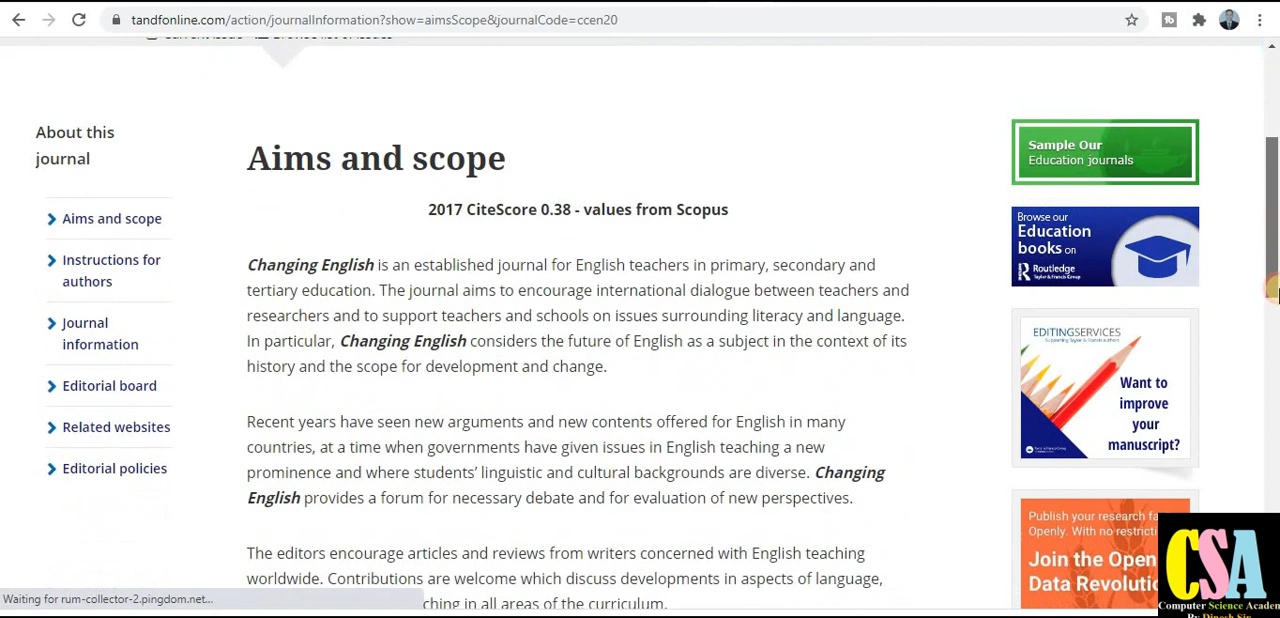 tandfonline.com/action/journalInformation?show=aimsScope&journalCode=ccen20
About this
journal
Aims and scope
Instructions for
authors
Journal
information
Editorial board
Related websites
Editorial policies
Aims and scope
2017 CiteScore 0.38 - values from Scopus
Changing English is an established journal for English teachers in primary, secondary and
tertiary education. The journal aims to encourage international dialogue between teachers and
researchers and to support teachers and schools on issues surrounding literacy and language.
In particular, Changing English considers the future of English as a subject in the context of its
history and the scope for development and change.
Recent years have seen new arguments and new contents offered for English in many
countries, at a time when governments have given issues in English teaching a new
prominence and where students’ linguistic and cultural backgrounds are diverse. Changing
English provides a forum for necessary debate and for evaluation of new perspectives.
The editors encourage articles and reviews from writers concerned with English teaching
worldwide. Contributions are welcome which discuss developments in aspects of language,
in all areas of the curriculum.
Sample Our
Education journals
Browse our
Education
books on
Routledge
Taylor & Francis Group
EDITINGSERVICES
Supporting Taylor & Francis authors
Want to
improve
your
manuscript?
Publish your research
Openly. With no
Join the Open
Data
CSA
Computer Science
By Dinesh Sir
Waiting for rum-collector-2.pingdom.net...